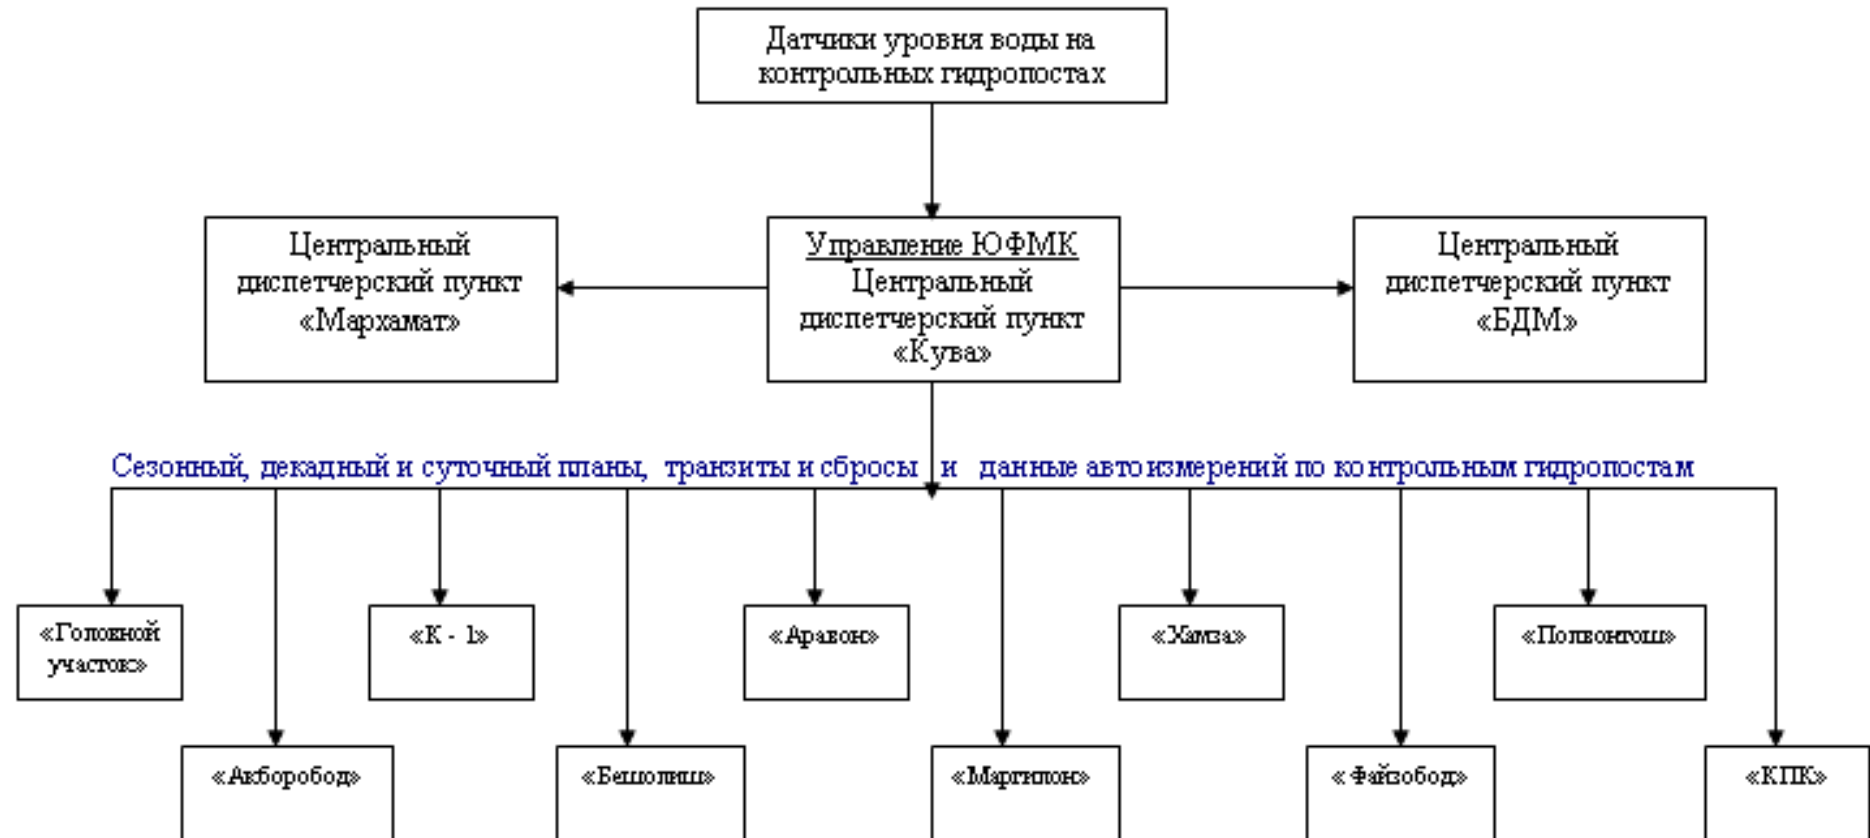 Датчики уровня воды на
контрольных гидропостах
Центральный
диспетчерский пункт
«Мархамат»
Управление ЮФМК
Центральный
диспетчерский пункт
«Кува»
Центральный
диспетчерский пункт
«БДМ»
Сезонный, декадный и суточный планы, транзиты и сбросы и данные автоизмерений по контрольным гидропостам
«Головной
участок»
«К - 1»
«Аравон»
«Хамза»
«Полвонтош»
«Акборобод»
«Бешолиш»
«Маргилон»
«Файзобод»
«КПК»